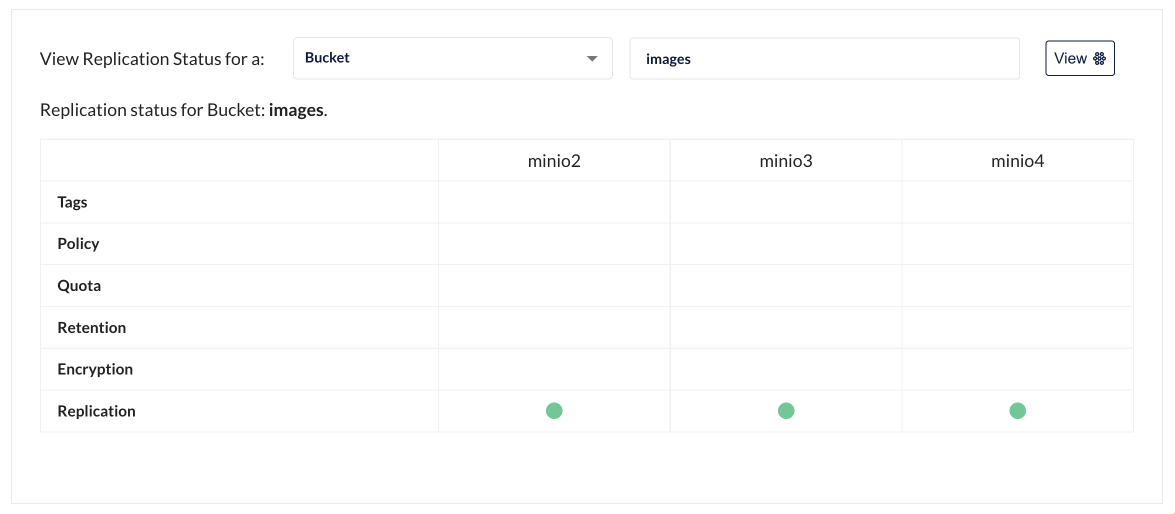 View Replication Status for a: Bucket images View
Replication status for Bucket: images.
minio2 minio3 minio4
Tags
Policy
Quota
Retention
Encryption
Replication